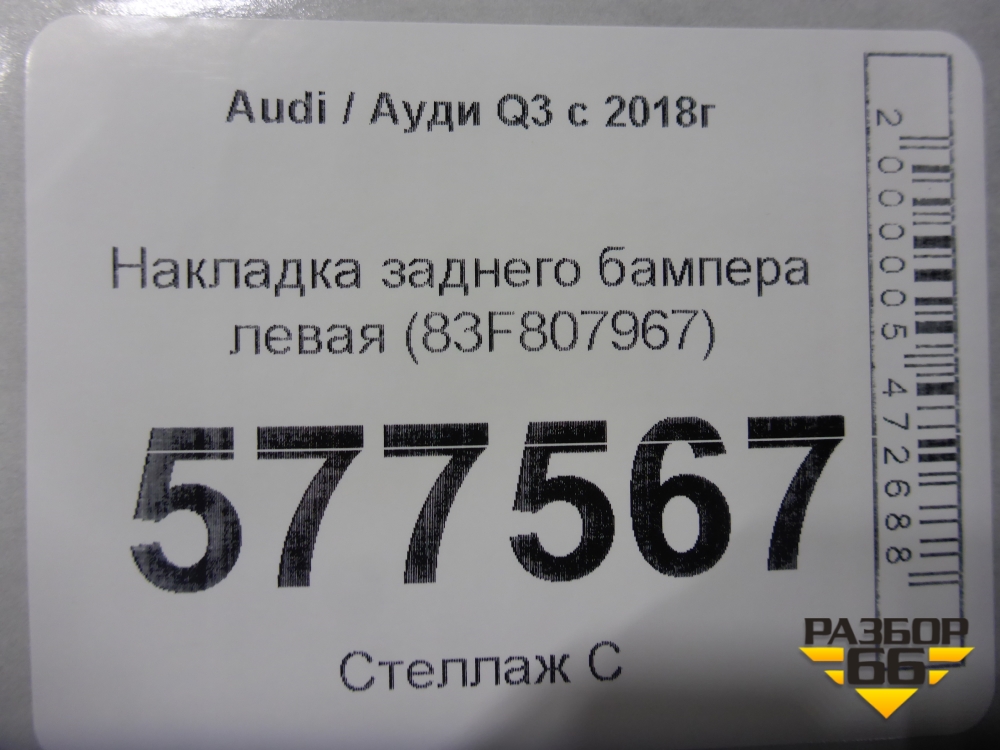 Audi / Ауди Q3 с 2018г
Накладка заднего бампера
левая (83F807967)
577567
Стеллаж С
2000005472688
РАЗБОР
66